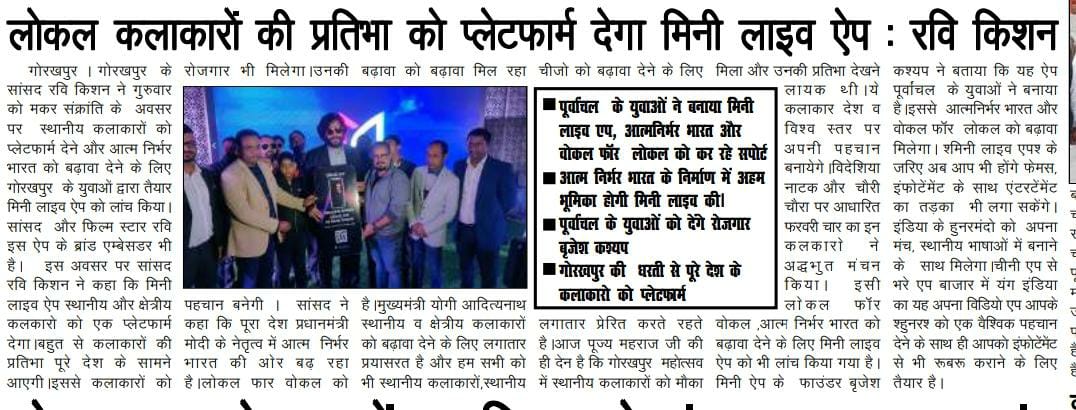 लोकल कलाकारों की प्रतिभा को प्लेटफार्म देगा मिनी लाइव ऐप : रवि किशन
गोरखपुर । गोरखपुर के
सांसद रवि किशन ने गुरुवार
को मकर संक्रांति के अवसर
पर स्थानीय कलाकारों को
प्लेटफार्म देने और आत्म निर्भर
भारत को बढ़ावा देने के लिए
गोरखपुर के युवाओं द्वारा तैयार
मिनी लाइव ऐप को लांच किया।
सांसद और फिल्म स्टार रवि
इस ऐप के ब्रांड एम्बेसडर भी
है। इस अवसर पर सांसद
रवि किशन ने कहा कि मिनी
लाइव ऐप स्थानीय और क्षेत्रीय
कलकारो को एक प्लेटफार्म
देगा।बहुत से कलाकारों की
प्रतिभा पूरे देश के सामने
आएगी।इससे कलाकारों को
रोजगार भी मिलेगा।उनकी
पहचान बनेगी । सांसद ने
कहा कि पूरा देश प्रधानमंत्री
मोदी के नेतृत्व में आत्म निर्भर
भारत की ओर बढ़ रहा
है।लोकल फार वोकल को
बढ़ावा को बढ़ावा मिल रहा
है।मुख्यमंत्री योगी आदित्यनाथ
स्थानीय व क्षेत्रीय कलाकारों
को बढ़ावा देने के लिए लगातार
प्रयासरत है और हम सभी को
भी स्थानीय कलाकारों,स्थानीय
चीजो को बढ़ावा देने के लिए
■ पूर्वांचल के युवाओं ने बनाया मिनी
लाइव एप, आत्मनिर्भर भारत और
वोकल फॉर लोकल को कर रहे सपोर्ट
■ आत्म निर्भर भारत के निर्माण में अहम
भूमिका होगी मिनी लाइव की।
■ पूर्वांचल के युवाओं को देंगे रोजगार
बृजेश कश्यप
■ गोरखपुर की धरती से पूरे देश के
कलाकारो को प्लेटफ़ार्म
लगातार प्रेरित करते रहते
है।आज पूज्य महराज जी की
ही देन है कि गोरखपुर महोत्सव
में स्थानीय कलाकारों को मौका
मिला और उनकी प्रतिभा देखने
लायक थी।ये
कलाकार देश व
विश्व स्तर पर
अपनी पहचान
बनायेगे।विदेशिया
नाटक और चौरी
चौरा पर आधारित
फरवरी चार का इन
कलकारो ने
अद्धभुत मंचन
किया। इसी
लोकल फॉर
वोकल ,आत्म निर्भर भारत को
बढ़ावा देने के लिए मिनी लाइव
ऐप को भी लांच किया गया है।
मिनी ऐप के फाउंडर बृजेश
कश्यप ने बताया कि यह ऐप
पूर्वांचल के युवाओं ने बनाया
है।इससे आत्मनिर्भर भारत और
वोकल फॉर लोकल को बढ़ावा
मिलेगा। श्मिनी लाइव एपश के
जरिए अब आप भी होंगे फेमस,
इंफोटेंमेंट के साथ एंटरटेंमेंट
का तड़का भी लगा सकेंगे।
इंडिया के हुनरमंदो को अपना
मंच, स्थानीय भाषाओं में बनाने
के साथ मिलेगा।चीनी एप से
भरे एप बाजार में यंग इंडिया
का यह अपना विडियो एप आपके
श्हुनरश्‍ को एक वैश्विक पहचान
देने के साथ ही आपको इंफोटेमेंट
से भी रूबरू कराने के लिए
तैयार है।